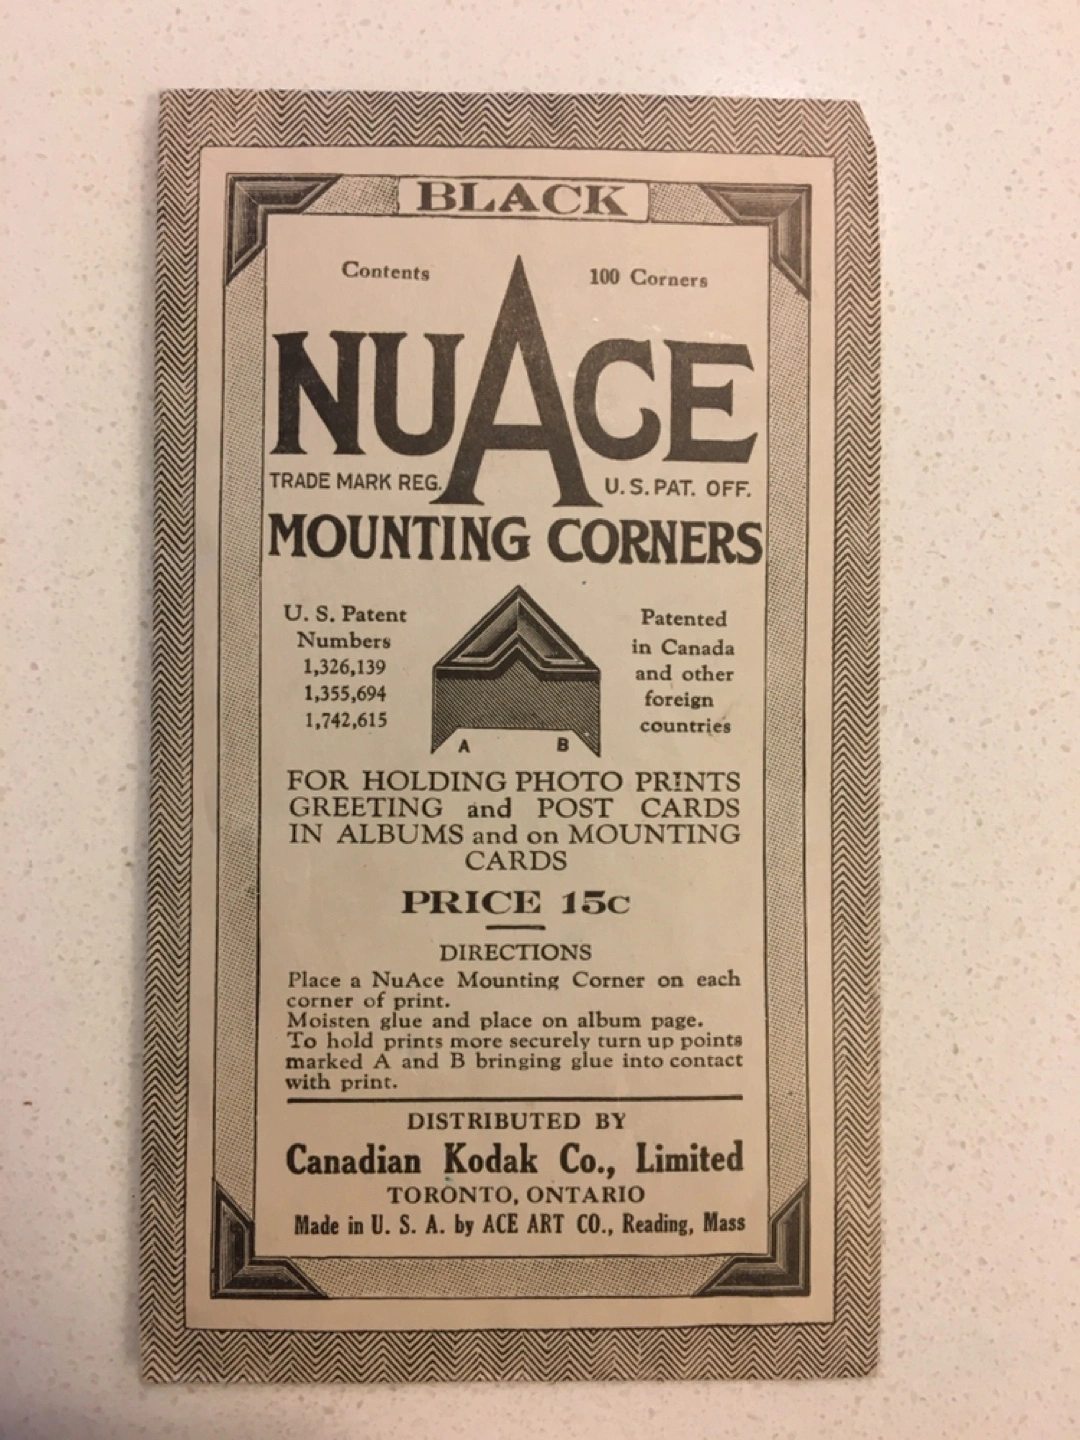 BLACK
Contents 100 Corners
NUACE
TRADE MARK REG. U.S. PAT. OFF.
MOUNTING CORNERS
U. S. Patent
Numbers
1,326,139
1,355,694
1,742,615
Patented
in Canada
and other
foreign
countries
A B
FOR HOLDING PHOTO PRINTS
GREETING and POST CARDS
IN ALBUMS and on MOUNTING
CARDS
PRICE 15c
DIRECTIONS
Place a NuAce Mounting Corner on each
corner of print.
Moisten glue and place on album page.
To hold prints more securely turn up points
marked A and B bringing glue into contact
with print.
DISTRIBUTED BY
Canadian Kodak Co., Limited
TORONTO, ONTARIO
Made in U. S. A. by ACE ART CO., Reading, Mass